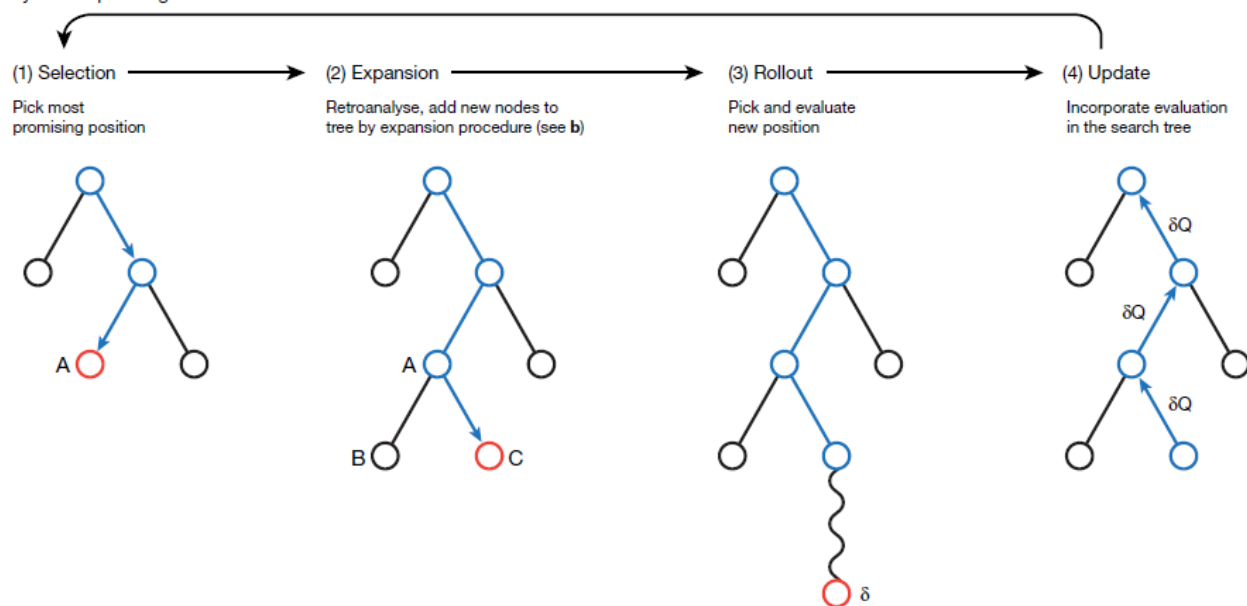 (1) Selection
(2) Expansion
(3) Rollout
(4) Update
Pick most
promising position
Retroanalyse, add new nodes to
tree by expansion procedure (see b)
Pick and evaluate
new position
Incorporate evaluation
in the search tree
δQ
δQ
A
A
δQ
B
C
δ